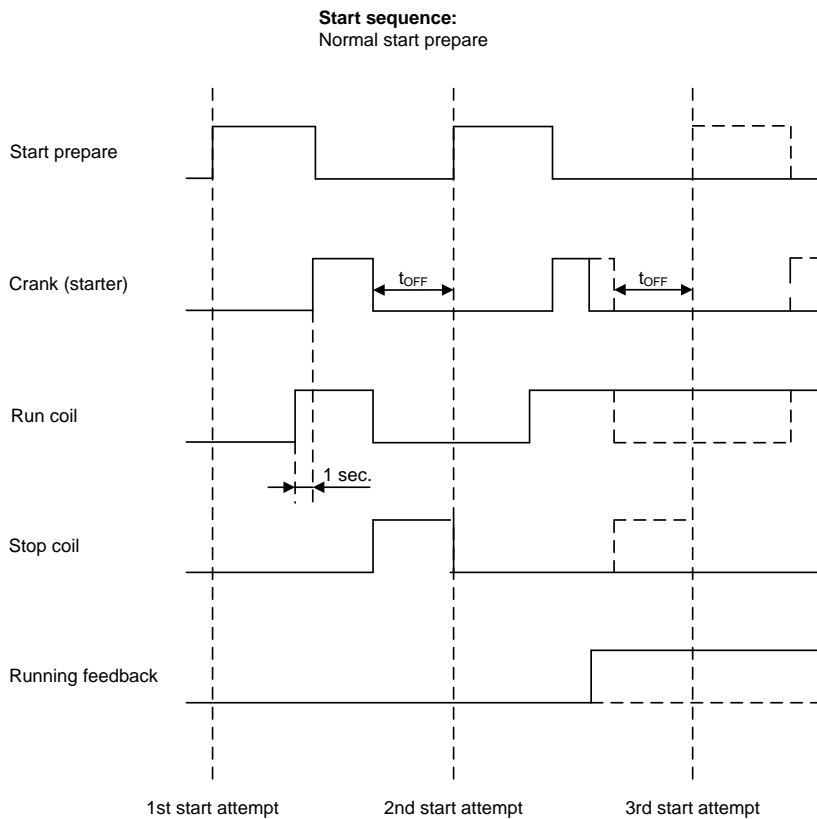 Start sequence:
Normal start prepare
Start prepare
Crank (starter)
tOFF
tOFF
Run coil
1 sec.
Stop coil
Running feedback
1st start attempt
2nd start attempt
3rd start attempt